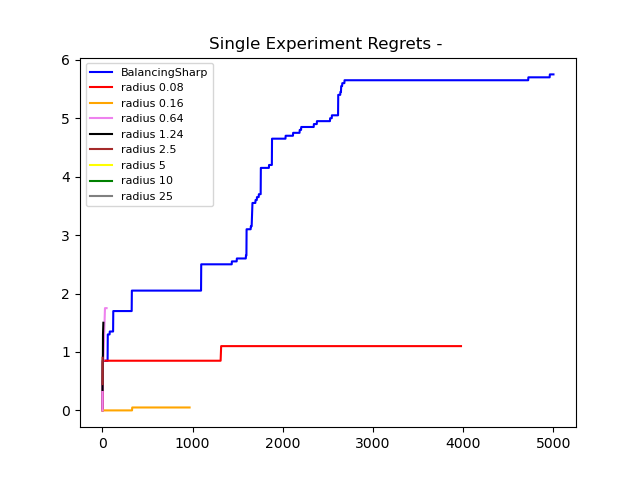 Single Experiment Regrets -
BalancingSharp
radius 0.08
radius 0.16
radius 0.64
radius 1.24
radius 2.5
radius 5
radius 10
radius 25
6
5
4
3
2
1
0
0 1000 2000 3000 4000 5000